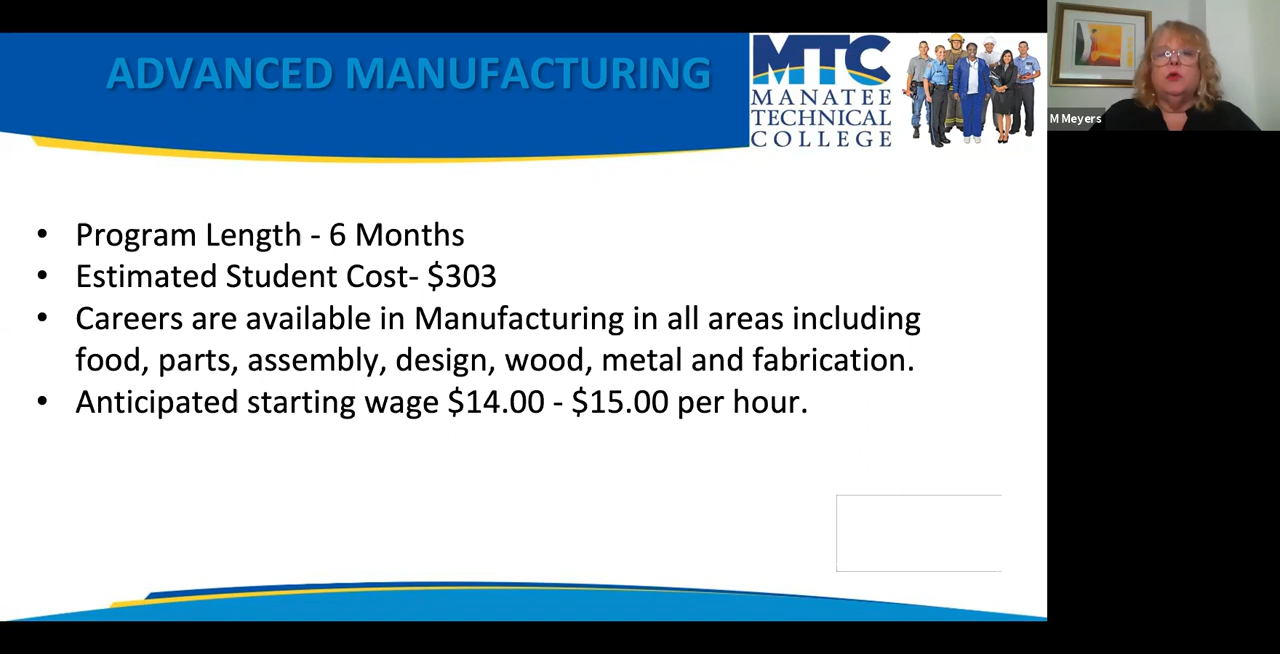 ADVANCED MANUFACTURING
MTC
MANATEE
TECHNICAL
COLLEGE
M Meyers
• Program Length - 6 Months
• Estimated Student Cost- $303
• Careers are available in Manufacturing in all areas including
food, parts, assembly, design, wood, metal and fabrication.
• Anticipated starting wage $14.00 - $15.00 per hour.